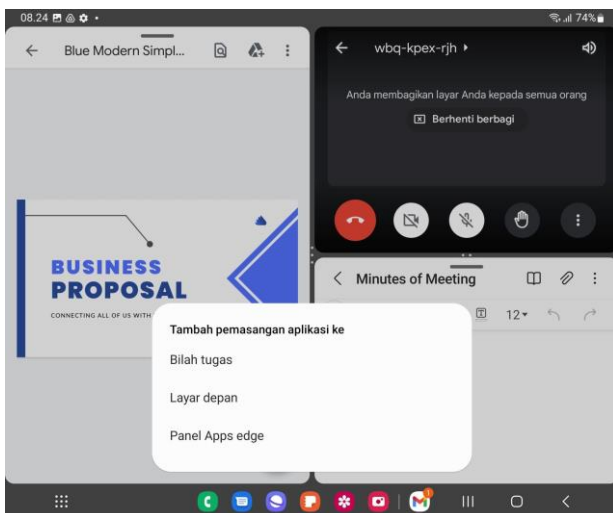 08.24
74%
Blue Modern Simpl...
BUSINESS
PROPOSAL
CONNECTING ALL OF US WITH
wbq-kpex-rjh
Anda membagikan layar Anda kepada semua orang
Berhenti berbagi
Minutes of Meeting
12
Tambah pemasangan aplikasi ke
Bilah tugas
Layar depan
Panel Apps edge